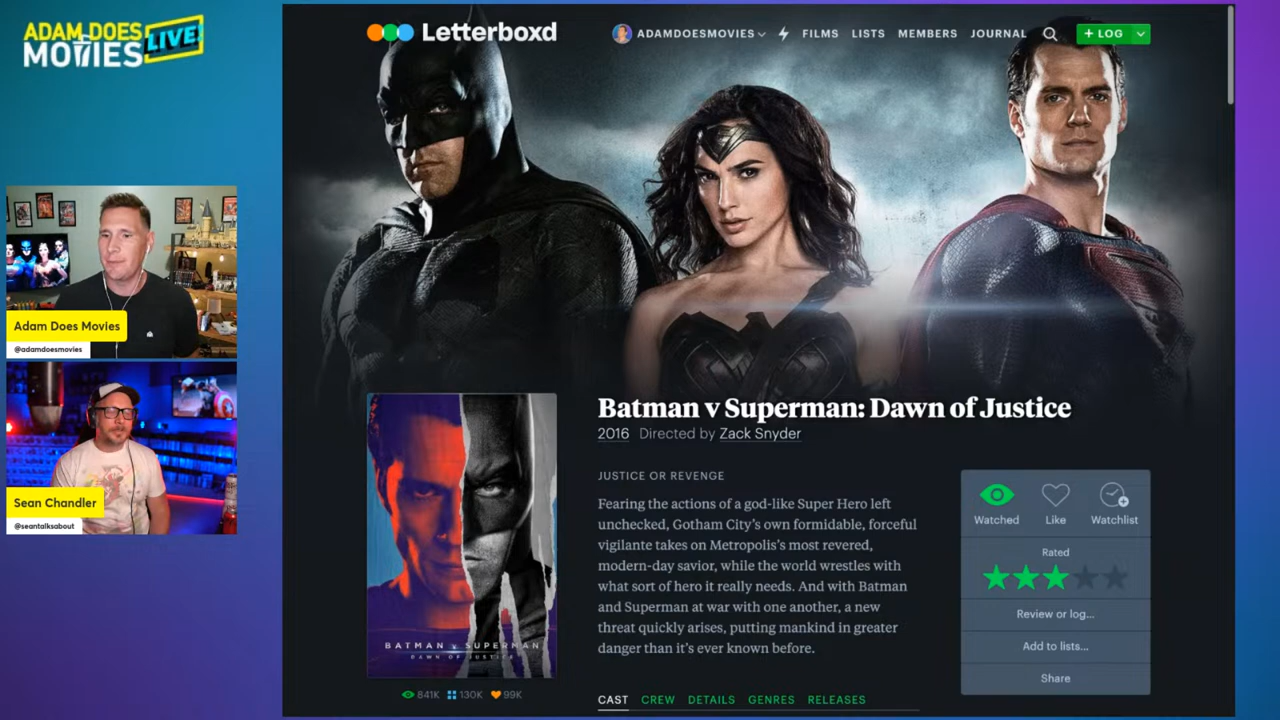 ADAM DOES
MOVIES
LIVE!
Adam Does Movies
@adamdoesmovies
Sean Chandler
@seantalksabout
Letterboxd
ADAMDOESMOVIES
FILMS
LISTS
MEMBERS
JOURNAL
+ LOG
Batman v Superman: Dawn of Justice
2016 Directed by Zack Snyder
JUSTICE OR REVENGE
Fearing the actions of a god-like Super Hero left
unchecked, Gotham City's own formidable, forceful
vigilante takes on Metropolis's most revered,
modern-day savior, while the world wrestles with
what sort of hero it really needs. And with Batman
and Superman at war with one another, a new
threat quickly arises, putting mankind in greater
danger than it's ever known before.
CAST CREW DETAILS GENRES RELEASES
Watched Like Watchlist
Rated
Review or log...
Add to lists...
Share
BATMAN v SUPERMAN
DAWN OF JUSTICE
841K 130K 99K